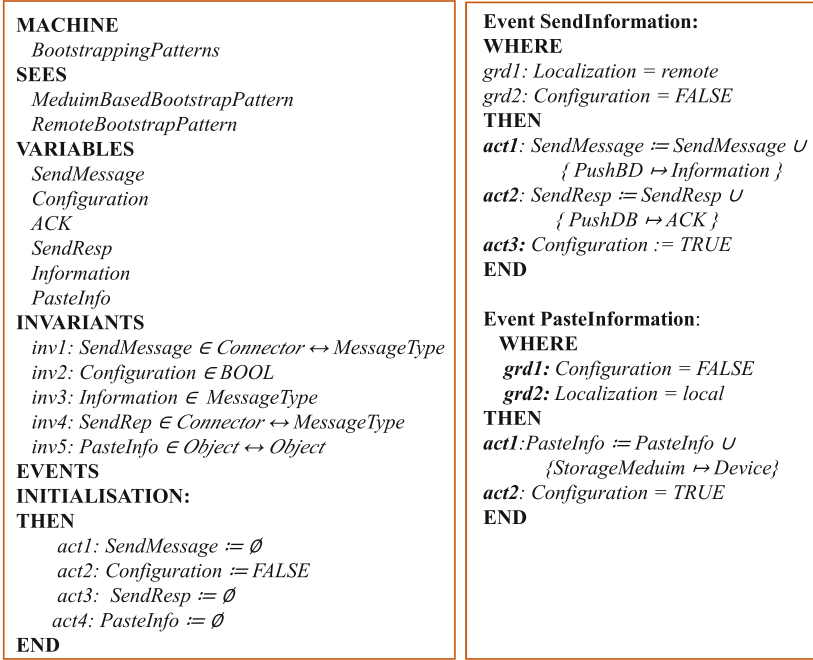 MACHINE
BootstrappingPatterns
SEES
MeduimBasedBootstrapPattern
RemoteBootstrapPattern
VARIABLES
SendMessage
Configuration
ACK
SendResp
Information
PasteInfo
INVARIANTS
inv1: SendMessage ∈ Connector ↔ MessageType
inv2: Configuration ∈ BOOL
inv3: Information ∈ MessageType
inv4: SendRep ∈ Connector ↔ MessageType
inv5: PasteInfo ∈ Object ↔ Object
EVENTS
INITIALISATION:
THEN
act1: SendMessage ≔ ∅
act2: Configuration ≔ FALSE
act3: SendResp ≔ ∅
act4: PasteInfo ≔ ∅
END
Event SendInformation:
WHERE
grd1: Localization = remote
grd2: Configuration = FALSE
THEN
act1: SendMessage ≔ SendMessage ∪
{ PushBD ↦ Information }
act2: SendResp ≔ SendResp ∪
{ PushDB ↦ ACK }
act3: Configuration := TRUE
END
Event PasteInformation:
WHERE
grd1: Configuration = FALSE
grd2: Localization = local
THEN
act1:PasteInfo ≔ PasteInfo ∪
{StorageMeduim ↦ Device}
act2: Configuration = TRUE
END